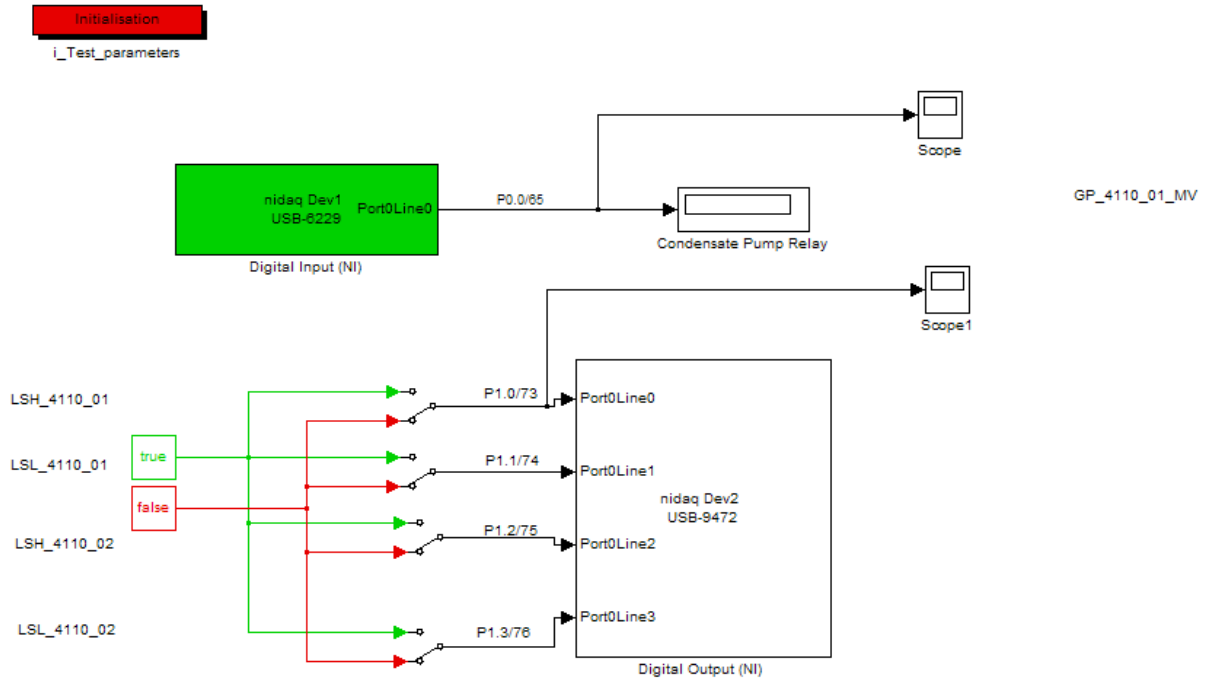 Initialisation
i_Test_parameters
Scope
nidaq Dev1
USB-6229
Port0Line0
P0.0/65
GP_4110_01_MV
Condensate Pump Relay
Digital Input (NI)
Scope1
LSH_4110_01
P1.0/73
Port0Line0
true
LSL_4110_01
P1.1/74
Port0Line1
false
nidaq Dev2
USB-9472
LSH_4110_02
P1.2/75
Port0Line2
LSL_4110_02
P1.3/76
Port0Line3
Digital Output (NI)